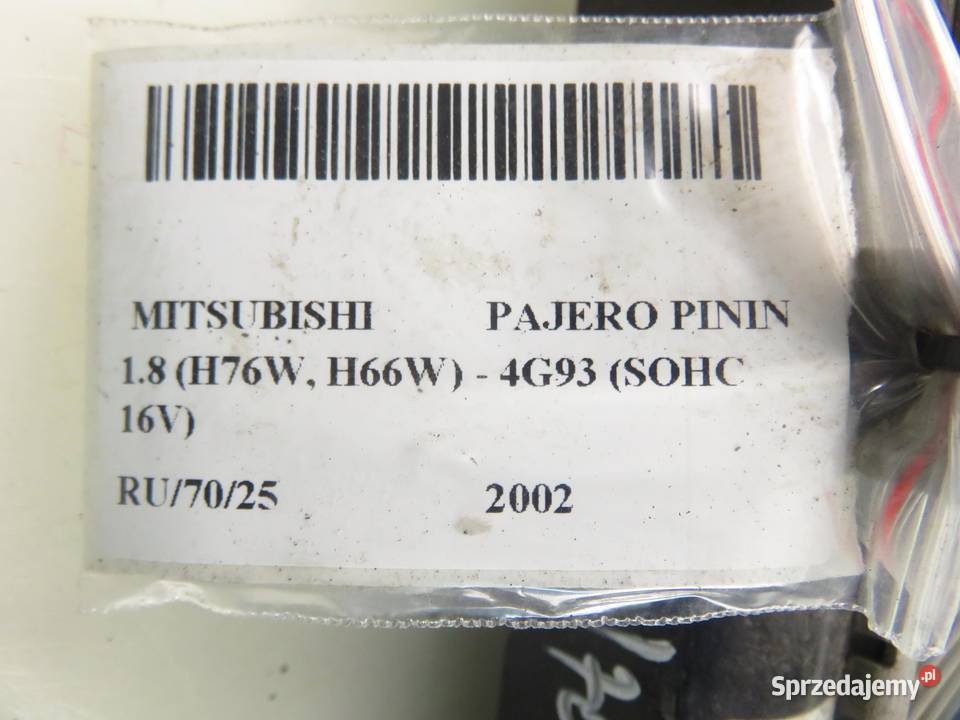 MITSUBISHI PAJERO PININ
1.8 (H76W, H66W) - 4G93 (SOHC
16V)
RU/70/25 2002
Sprzedajemy.pl